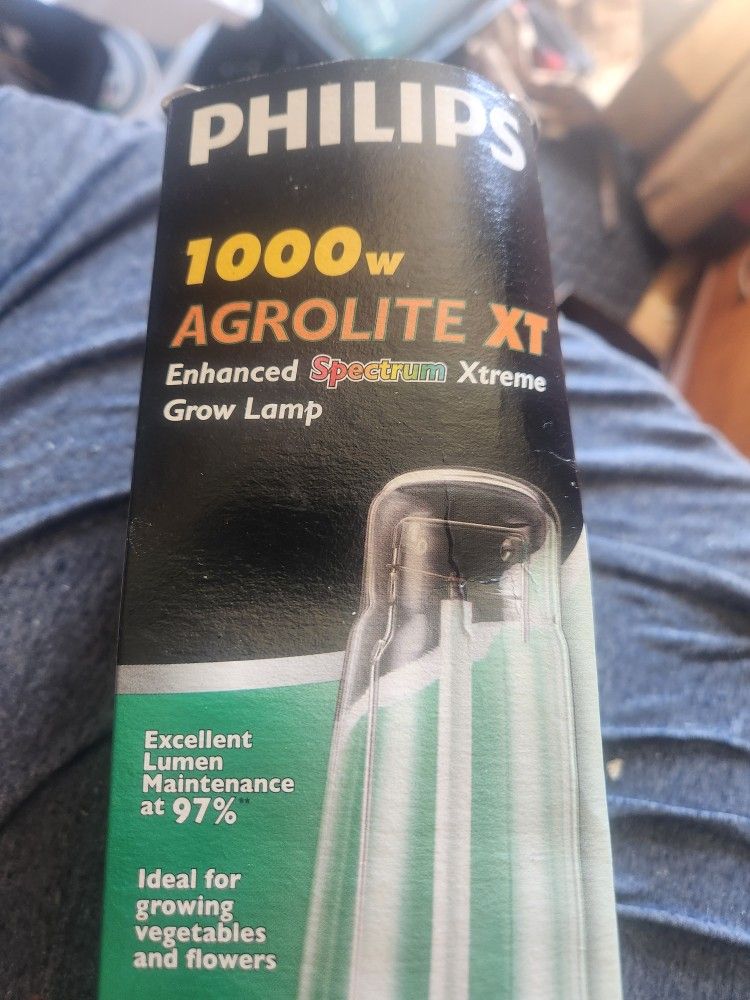 PHILIPS
1000w
AGROLITE XT
Enhanced Spectrum Xtreme
Grow Lamp
Excellent
Lumen
Maintenance
at 97%**
Ideal for
growing
vegetables
and flowers